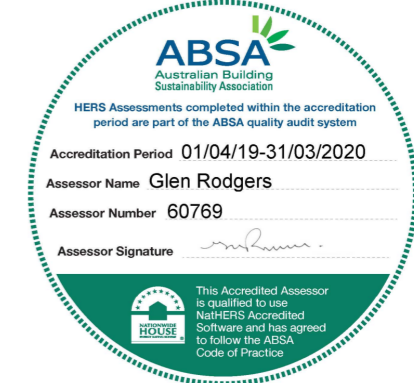 ABSA
Australian Building
Sustainability Association
HERS Assessments completed within the accreditation
period are part of the ABSA quality audit system
Accreditation Period 01/04/19-31/03/2020
Assessor Name Glen Rodgers
Assessor Number 60769
Assessor Signature
This Accredited Assessor
is qualified to use
NatHERS Accredited
Software and has agreed
to follow the ABSA
Code of Practice
NATIONWIDE
HOUSE